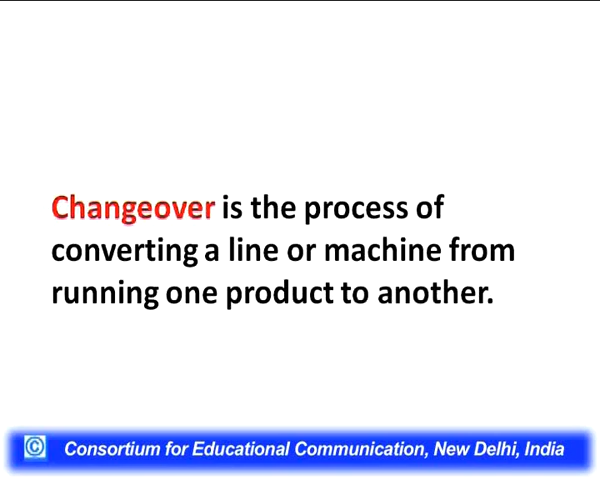 Changeover is the process of
converting a line or machine from
running one product to another.
© Consortium for Educational Communication, New Delhi, India